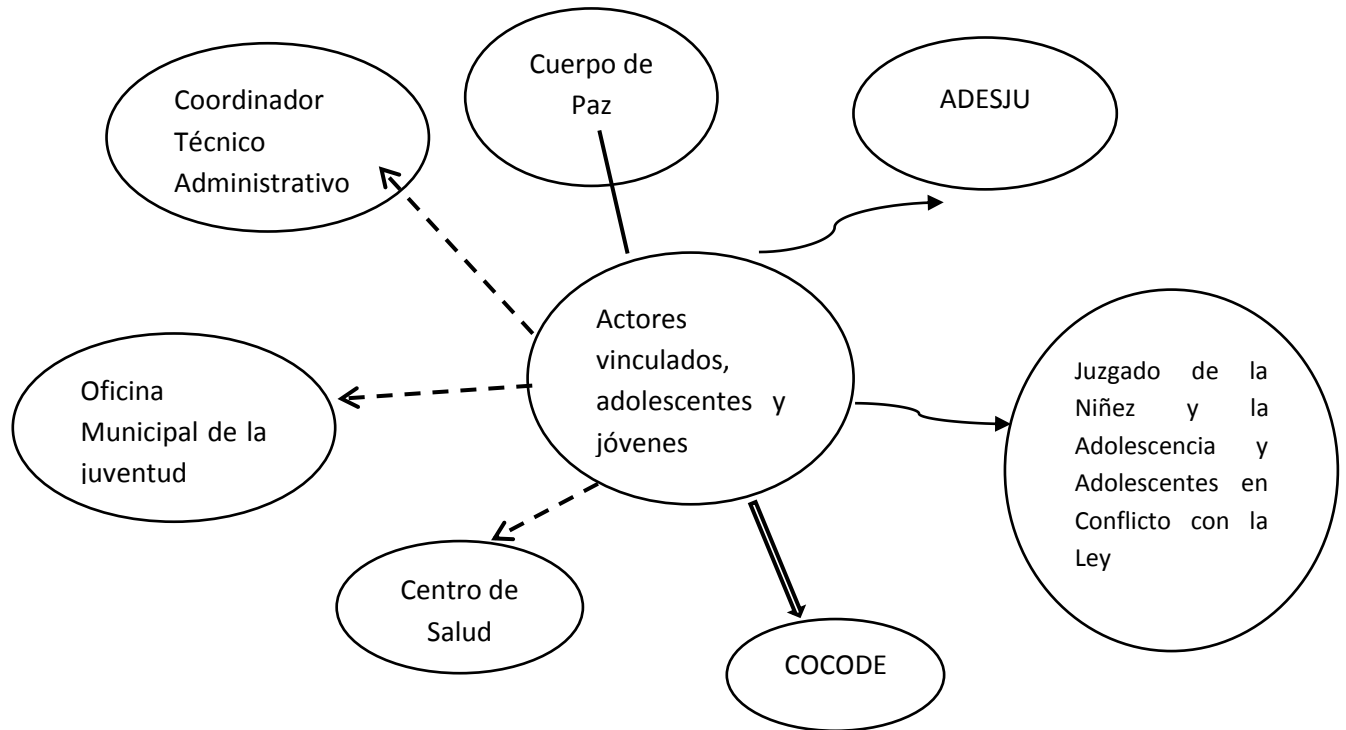 Cuerpo de
Paz
Coordinador
Técnico
Administrativo
ADESJU
Actores
vinculados,
adolescentes y
jóvenes
Oficina
Municipal de la
juventud
Juzgado de la
Niñez y la
Adolescencia y
Adolescentes en
Conflicto con la
Ley
Centro de
Salud
COCODE